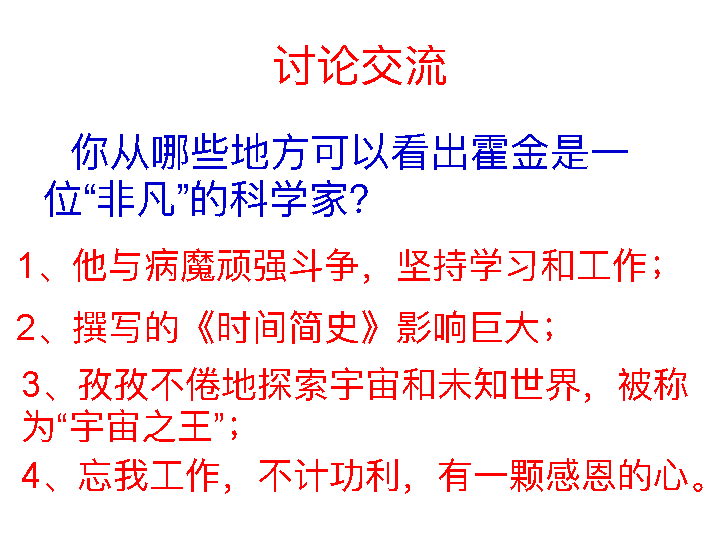 讨论交流
你从哪些地方可以看出霍金是一
位“非凡”的科学家?
1、他与病魔顽强斗争，坚持学习和工作；
2、撰写的《时间简史》影响巨大；
3、孜孜不倦地探索宇宙和未知世界，被称
为“宇宙之王”；
4、忘我工作，不计功利，有一颗感恩的心。